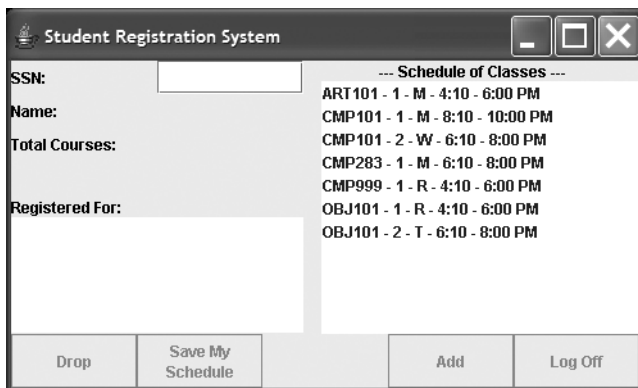 Student Registration System
SSN:
Name:
Total Courses:
Registered For:
--- Schedule of Classes ---
ART101 - 1 - M - 4:10 - 6:00 PM
CMP101 - 1 - M - 8:10 - 10:00 PM
CMP101 - 2 - W - 6:10 - 8:00 PM
CMP283 - 1 - M - 6:10 - 8:00 PM
CMP999 - 1 - R - 4:10 - 6:00 PM
OBJ101 - 1 - R - 4:10 - 6:00 PM
OBJ101 - 2 - T - 6:10 - 8:00 PM
Drop
Save My
Schedule
Add
Log Off